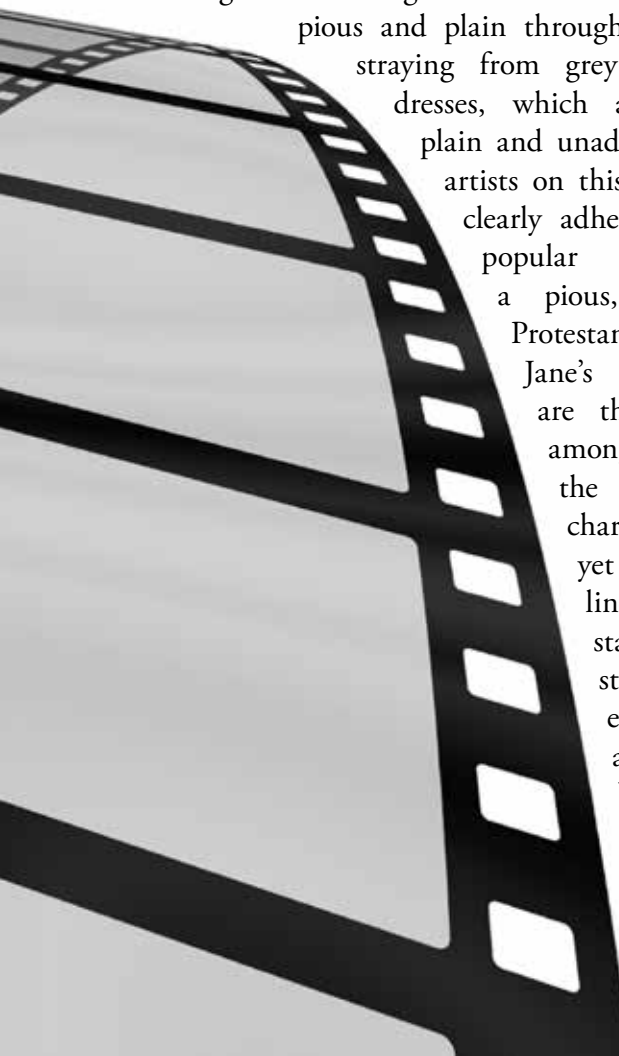 pious and plain through
straying from grey
dresses, which a
plain and unad
artists on this
clearly adhe
popular
a pious,
Protestan
Jane's
are th
amon
the
char
yet
lin
sta
st
e
a